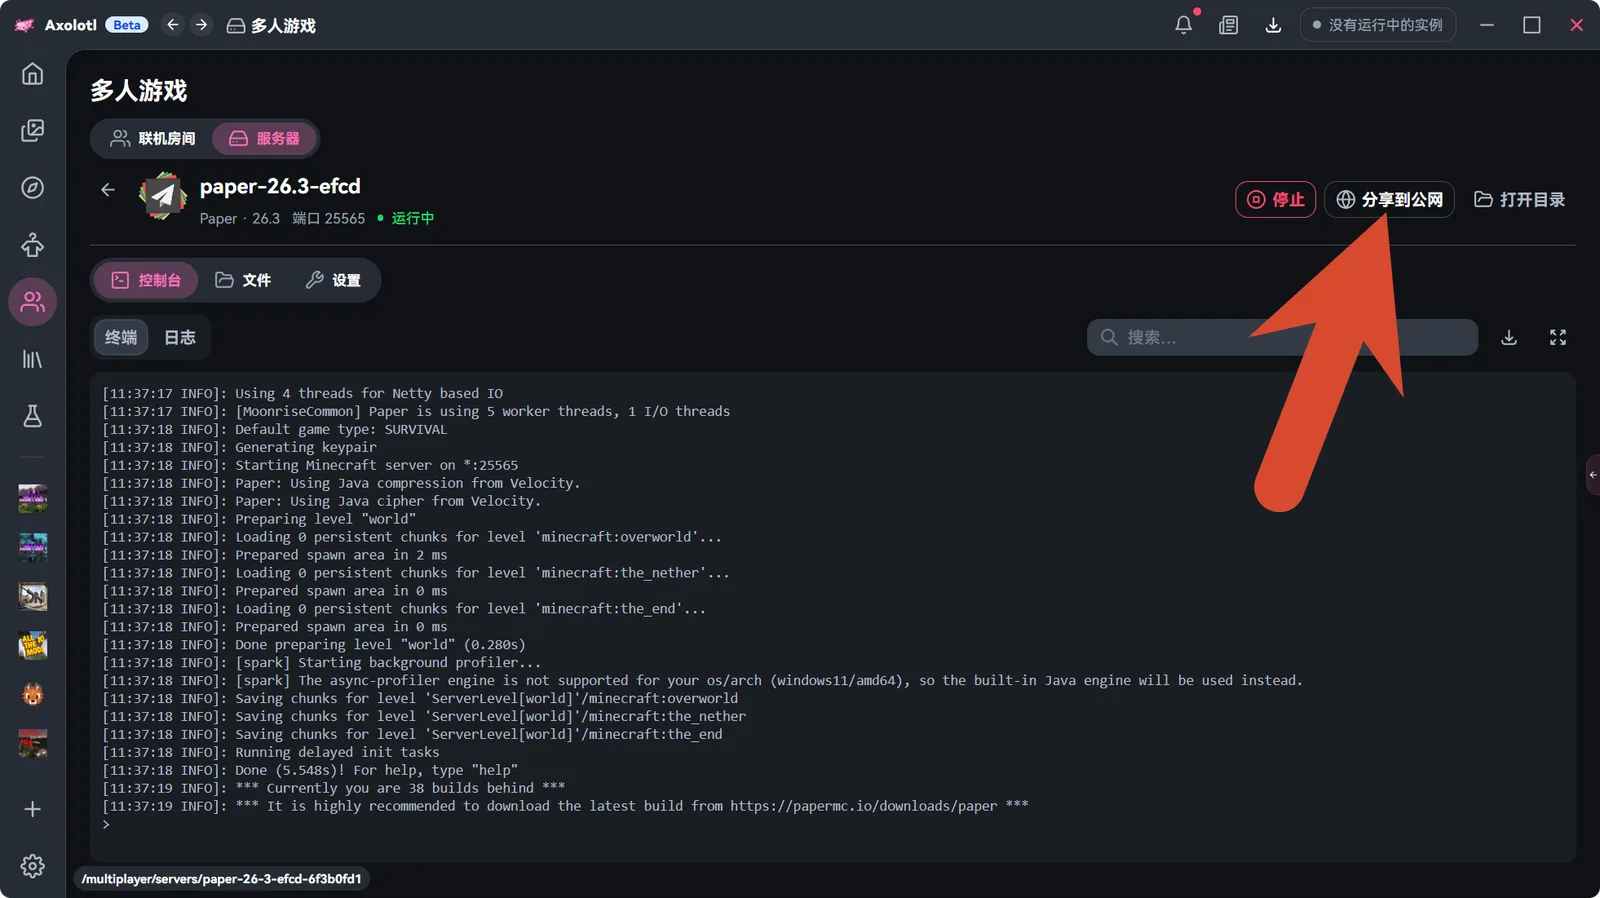 Axolotl Beta 多人游戏 没有运行中的实例
多人游戏
联机房间 服务器
paper-26.3-efcd
Paper · 26.3 端口 25565 • 运行中
停止 分享到公网 打开目录
控制台 文件 设置
终端 日志 搜索...
[11:37:17 INFO]: Using 4 threads for Netty based IO
[11:37:17 INFO]: [MoonriseCommon] Paper is using 5 worker threads, 1 I/O threads
[11:37:18 INFO]: Default game type: SURVIVAL
[11:37:18 INFO]: Generating keypair
[11:37:18 INFO]: Starting Minecraft server on *:25565
[11:37:18 INFO]: Paper: Using Java compression from Velocity.
[11:37:18 INFO]: Paper: Using Java cipher from Velocity.
[11:37:18 INFO]: Preparing level "world"
[11:37:18 INFO]: Loading 0 persistent chunks for level 'minecraft:overworld'...
[11:37:18 INFO]: Prepared spawn area in 2 ms
[11:37:18 INFO]: Loading 0 persistent chunks for level 'minecraft:the_nether'...
[11:37:18 INFO]: Prepared spawn area in 0 ms
[11:37:18 INFO]: Loading 0 persistent chunks for level 'minecraft:the_end'...
[11:37:18 INFO]: Prepared spawn area in 0 ms
[11:37:18 INFO]: Done preparing level "world" (0.280s)
[11:37:18 INFO]: [spark] Starting background profiler...
[11:37:18 INFO]: [spark] The async-profiler engine is not supported for your os/arch (windows11/amd64), so the built-in Java engine will be used instead.
[11:37:18 INFO]: Saving chunks for level 'ServerLevel[world]'/minecraft:overworld
[11:37:18 INFO]: Saving chunks for level 'ServerLevel[world]'/minecraft:the_nether
[11:37:18 INFO]: Saving chunks for level 'ServerLevel[world]'/minecraft:the_end
[11:37:18 INFO]: Running delayed init tasks
[11:37:18 INFO]: Done (5.548s)! For help, type "help"
[11:37:19 INFO]: *** Currently you are 38 builds behind ***
[11:37:19 INFO]: *** It is highly recommended to download the latest build from https://papermc.io/downloads/paper ***
>
ALL THE MODS
/multiplayer/servers/paper-26-3-efcd-6f3b0fd1